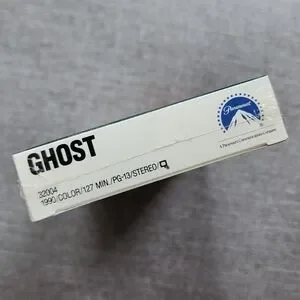 GHOST
32004
1990/COLOR/127 MIN./PG-13/STEREO/
Paramount
A Paramount Communications Company